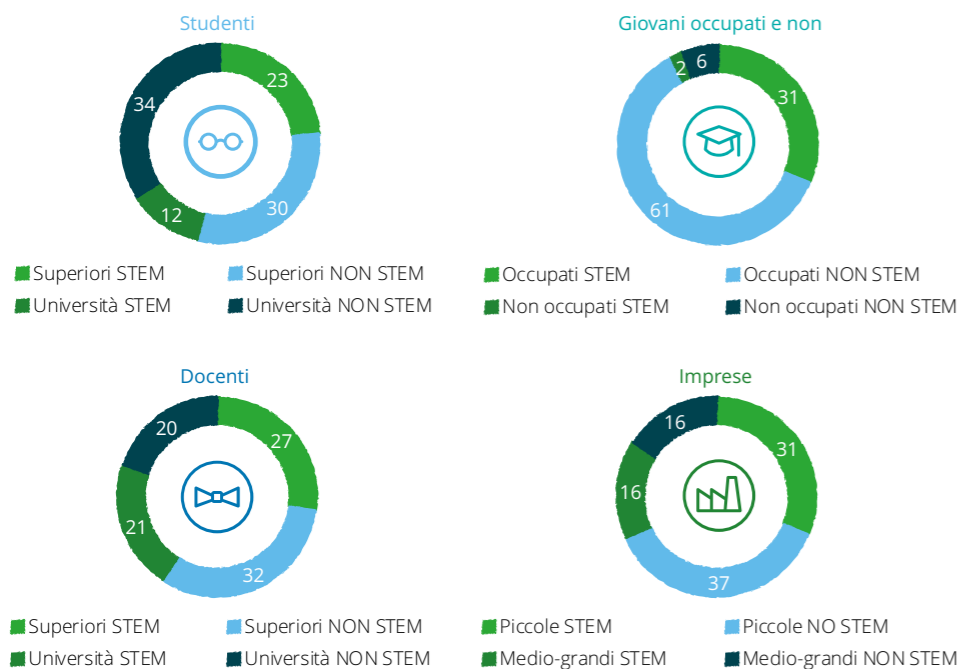 Studenti
23
34
12
30
Superiori STEM
Superiori NON STEM
Università STEM
Università NON STEM
Giovani occupati e non
2
6
31
61
Occupati STEM
Occupati NON STEM
Non occupati STEM
Non occupati NON STEM
Docenti
20
27
21
32
Superiori STEM
Superiori NON STEM
Università STEM
Università NON STEM
Imprese
16
31
16
37
Piccole STEM
Piccole NO STEM
Medio-grandi STEM
Medio-grandi NON STEM